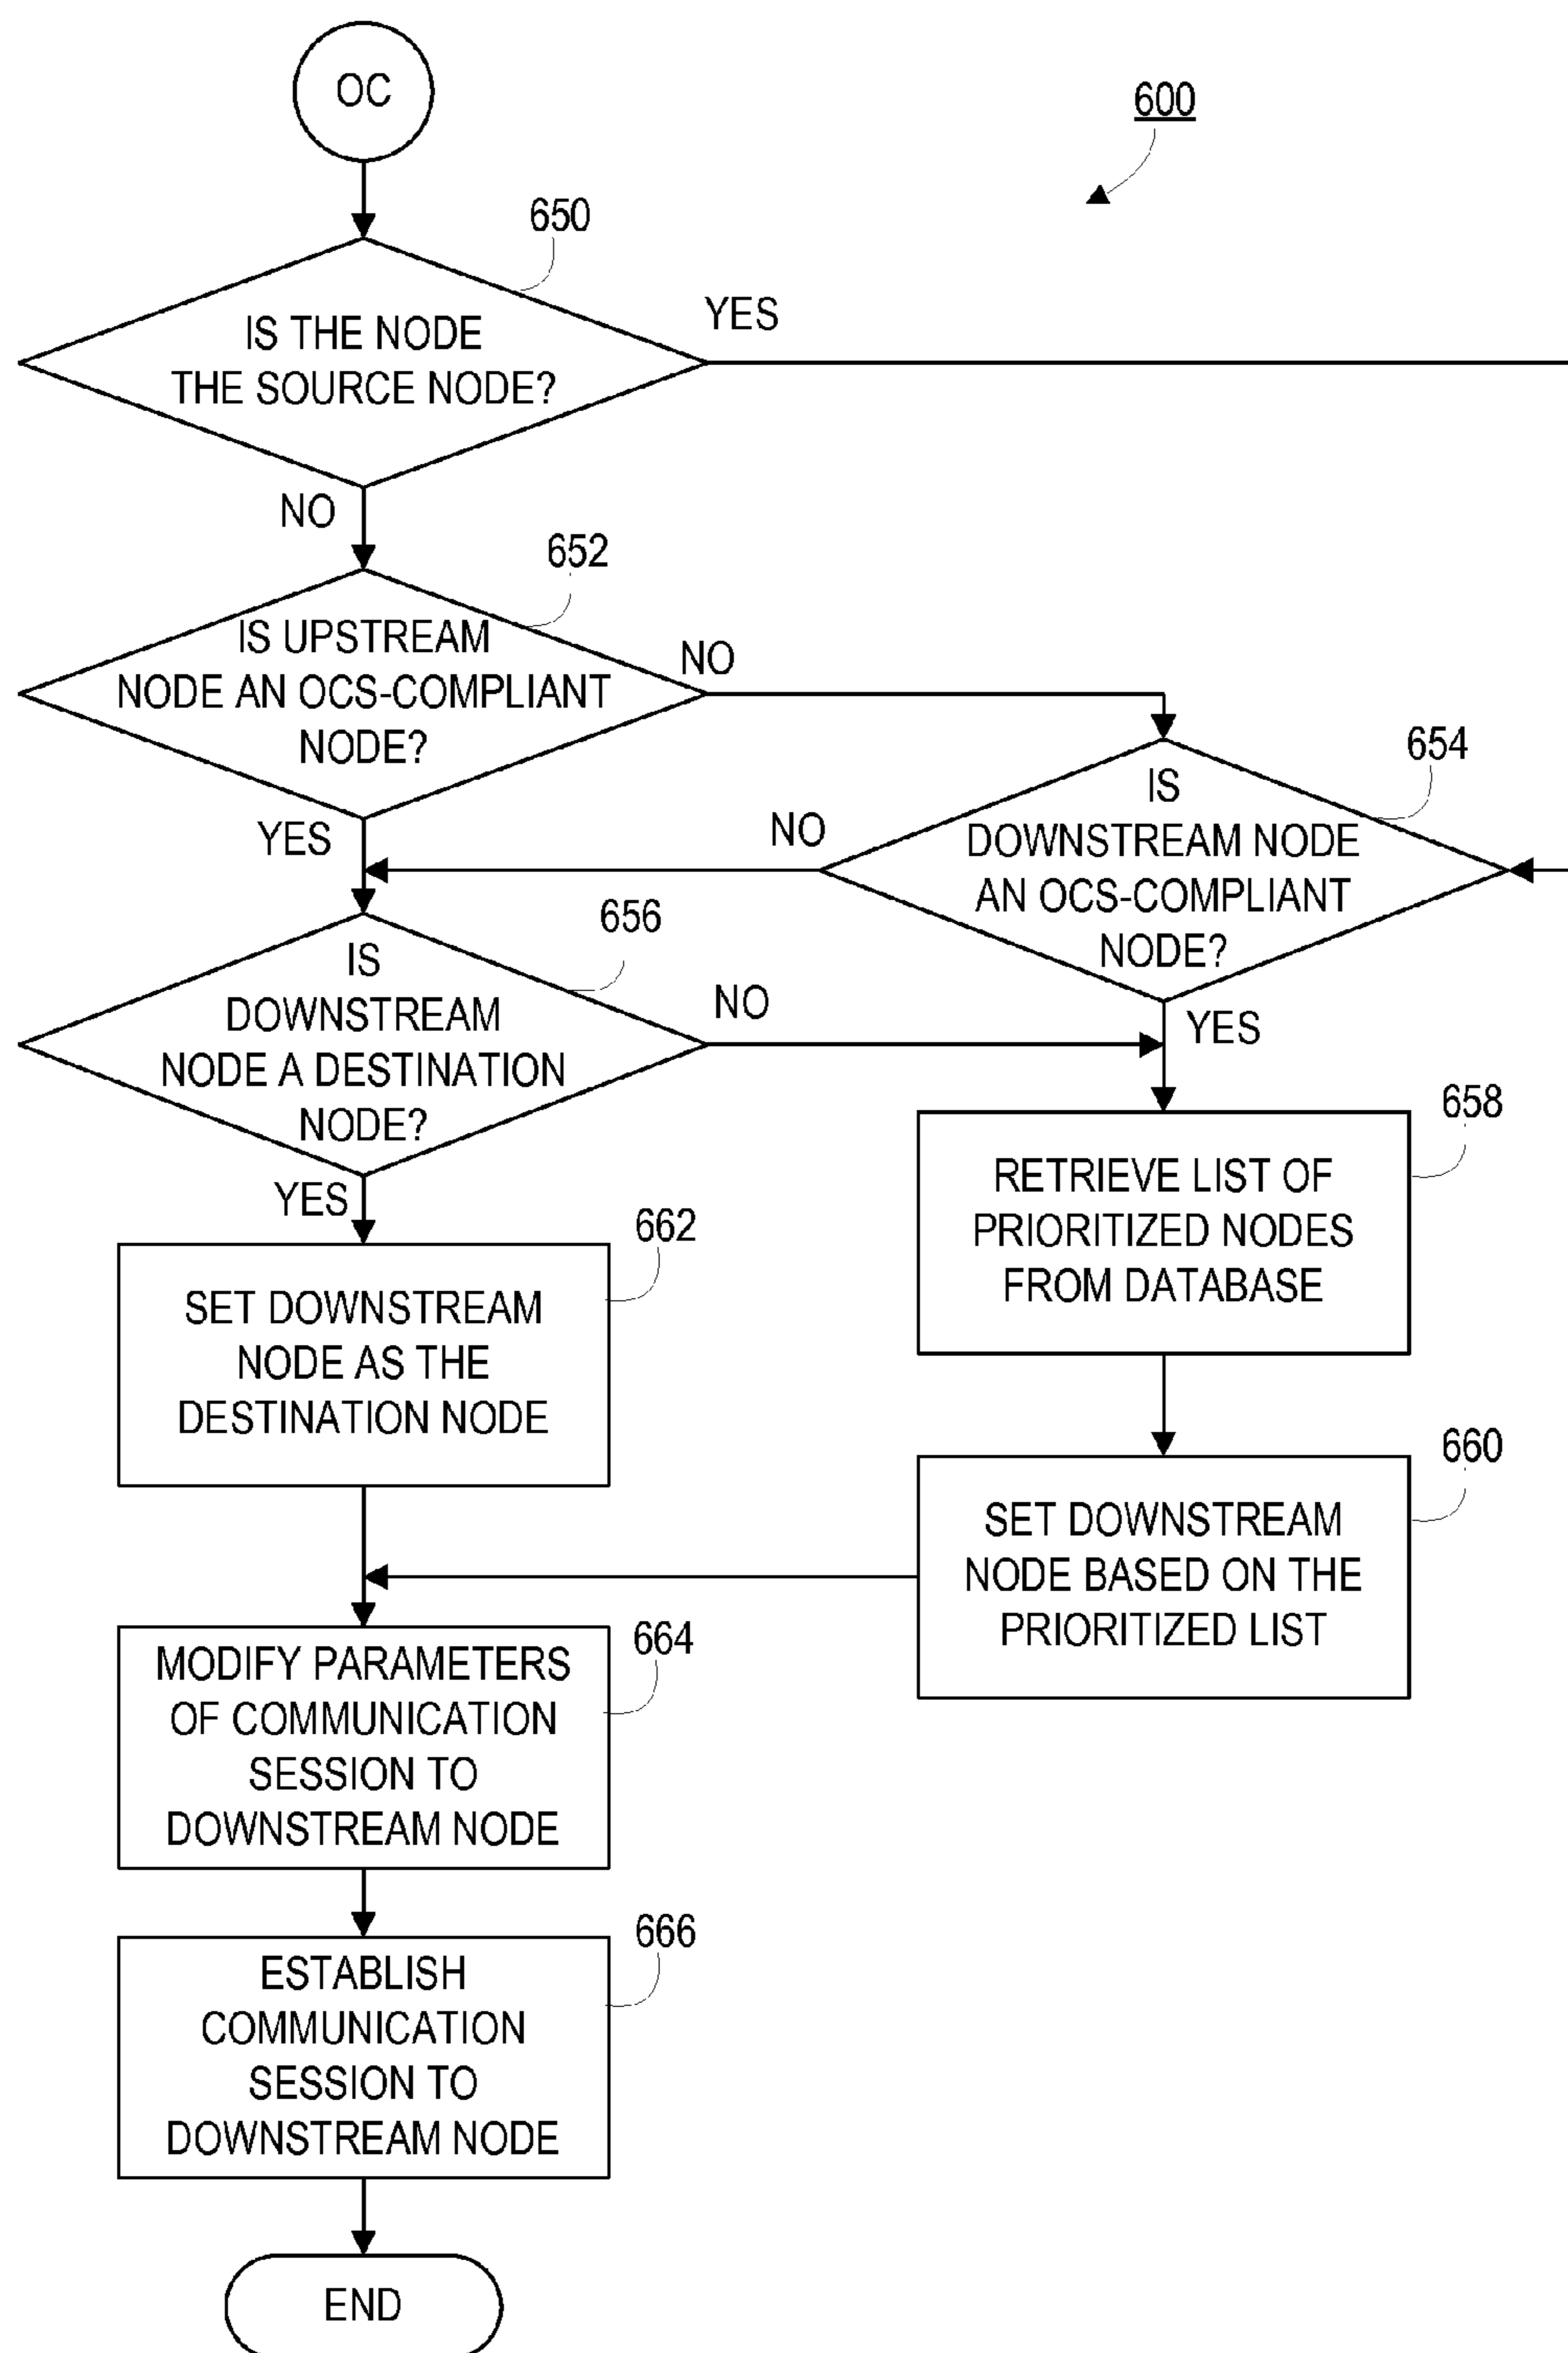 OC
600
650
IS THE NODE
THE SOURCE NODE?
YES
NO
652
IS UPSTREAM
NODE AN OCS-COMPLIANT
NODE?
NO
YES
654
IS
DOWNSTREAM NODE
AN OCS-COMPLIANT
NODE?
NO
YES
656
IS
DOWNSTREAM
NODE A DESTINATION
NODE?
NO
YES
658
RETRIEVE LIST OF
PRIORITIZED NODES
FROM DATABASE
662
SET DOWNSTREAM
NODE AS THE
DESTINATION NODE
660
SET DOWNSTREAM
NODE BASED ON THE
PRIORITIZED LIST
664
MODIFY PARAMETERS
OF COMMUNICATION
SESSION TO
DOWNSTREAM NODE
666
ESTABLISH
COMMUNICATION
SESSION TO
DOWNSTREAM NODE
END